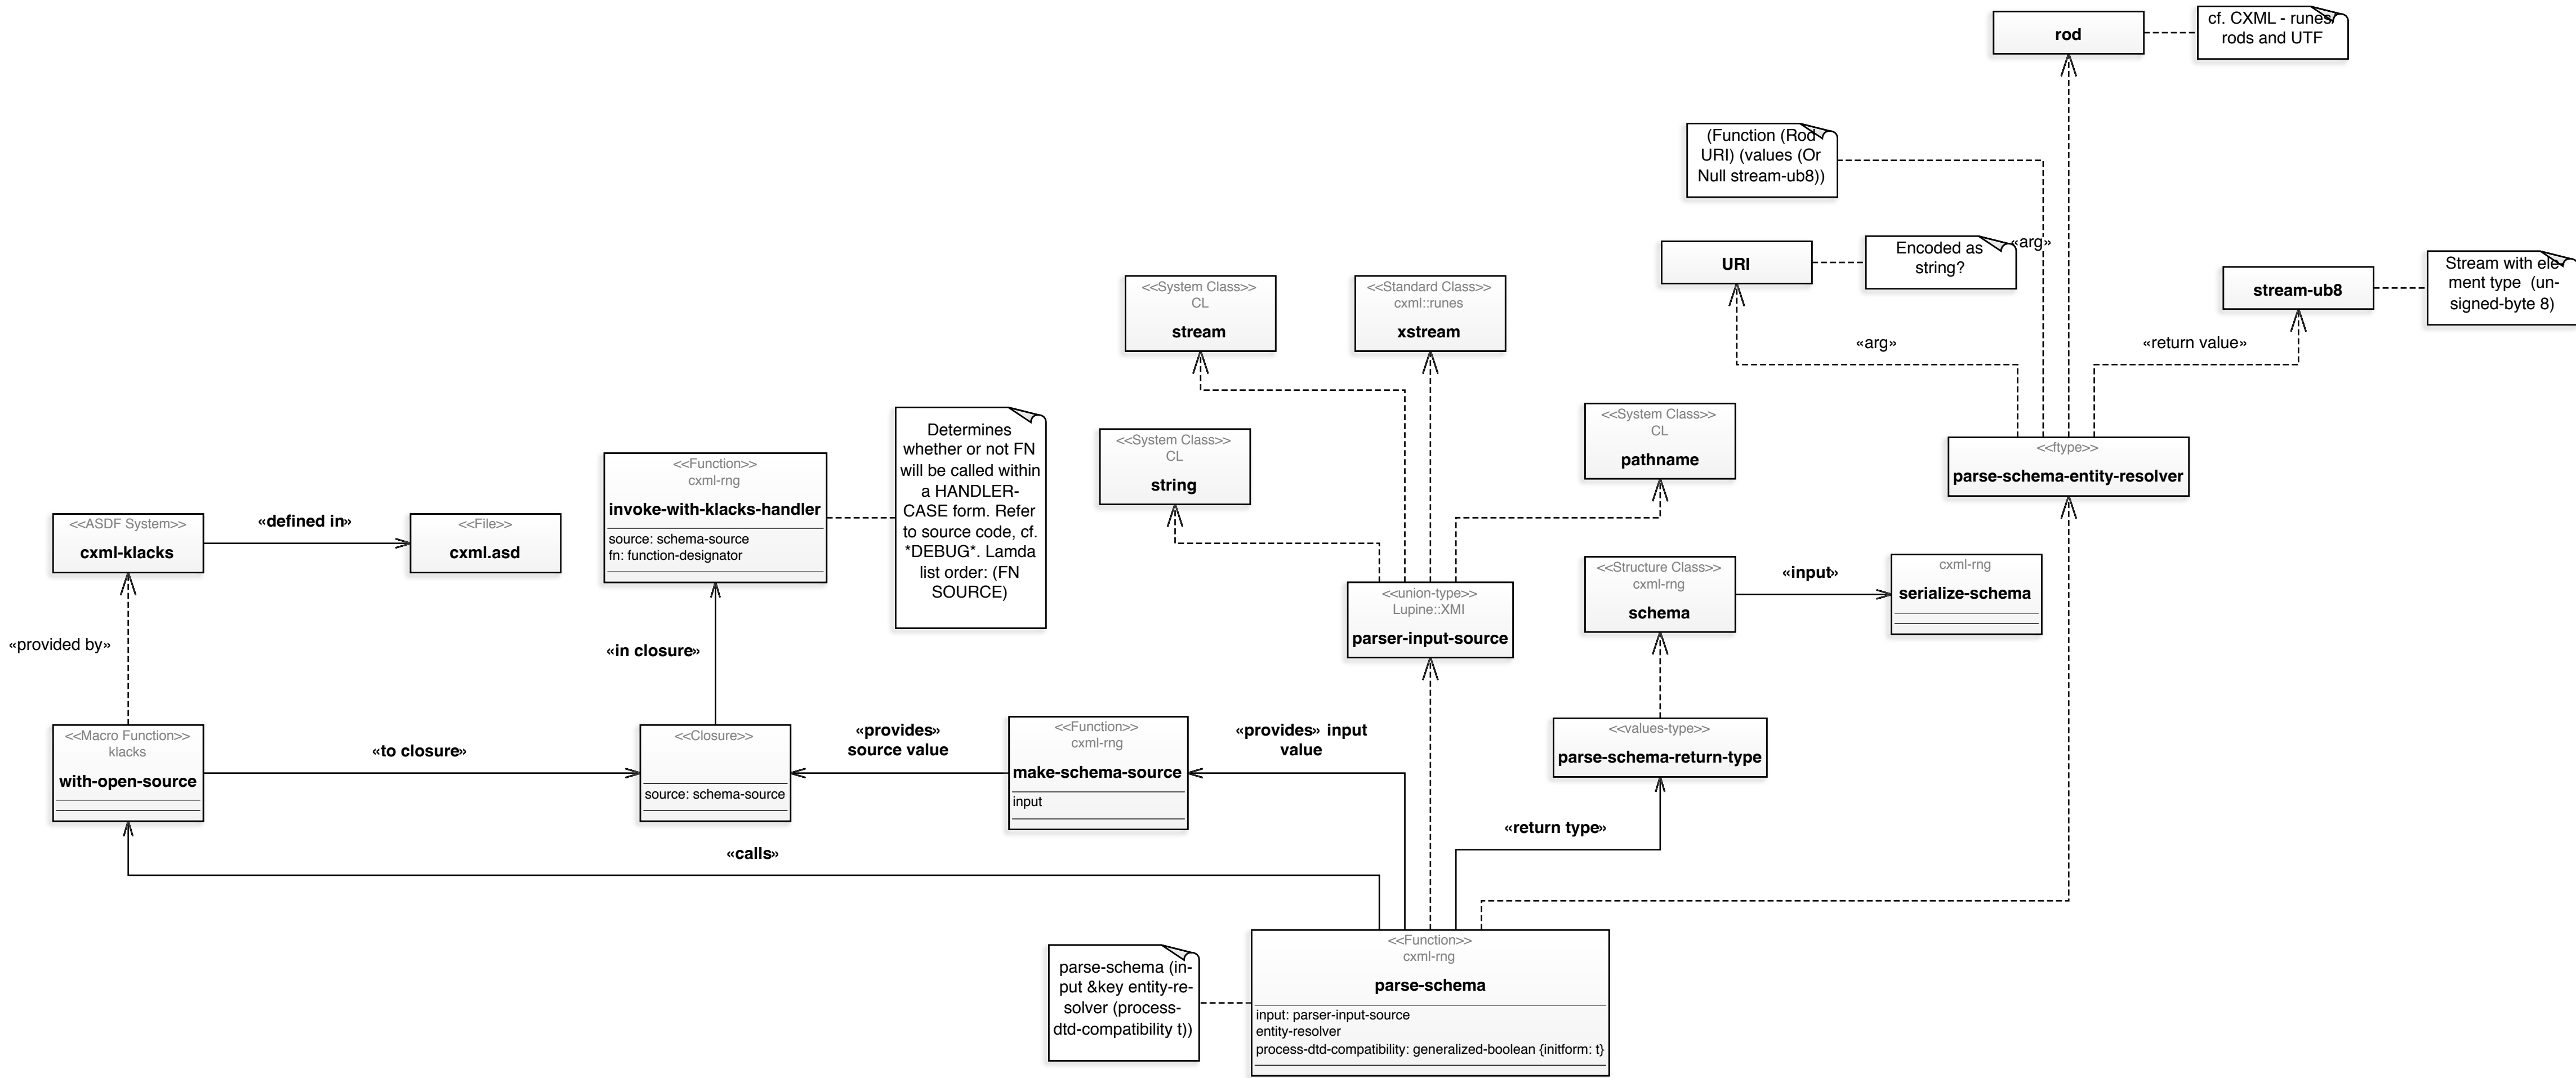 rod
cf. CXML - runes/
rods and UTF
(Function (Rod
URI) (values (Or
Null stream-ub8))
URI
Encoded as
string?
«arg»
stream-ub8
Stream with ele-
ment type (un-
signed-byte 8)
«arg»
«return value»
<<System Class>>
CL
stream
<<Standard Class>>
cxml::runes
xstream
<<System Class>>
CL
string
<<System Class>>
CL
pathname
<<ftype>>
parse-schema-entity-resolver
<<ASDF System>>
cxml-klacks
«defined in»
<<File>>
cxml.asd
<<Function>>
cxml-rng
invoke-with-klacks-handler
source: schema-source
fn: function-designator
Determines
whether or not FN
will be called within
a HANDLER-
CASE form. Refer
to source code, cf.
*DEBUG*. Lamda
list order: (FN
SOURCE)
<<union-type>>
Lupine::XMI
parser-input-source
<<Structure Class>>
cxml-rng
schema
«input»
cxml-rng
serialize-schema
«provided by»
«in closure»
<<Macro Function>>
klacks
with-open-source
«to closure»
<<Closure>>
source: schema-source
«provides»
source value
<<Function>>
cxml-rng
make-schema-source
input
«provides» input
value
<<values-type>>
parse-schema-return-type
«return type»
«calls»
parse-schema (in-
put &key entity-re-
solver (process-
dtd-compatibility t))
<<Function>>
cxml-rng
parse-schema
input: parser-input-source
entity-resolver
process-dtd-compatibility: generalized-boolean {initform: t}